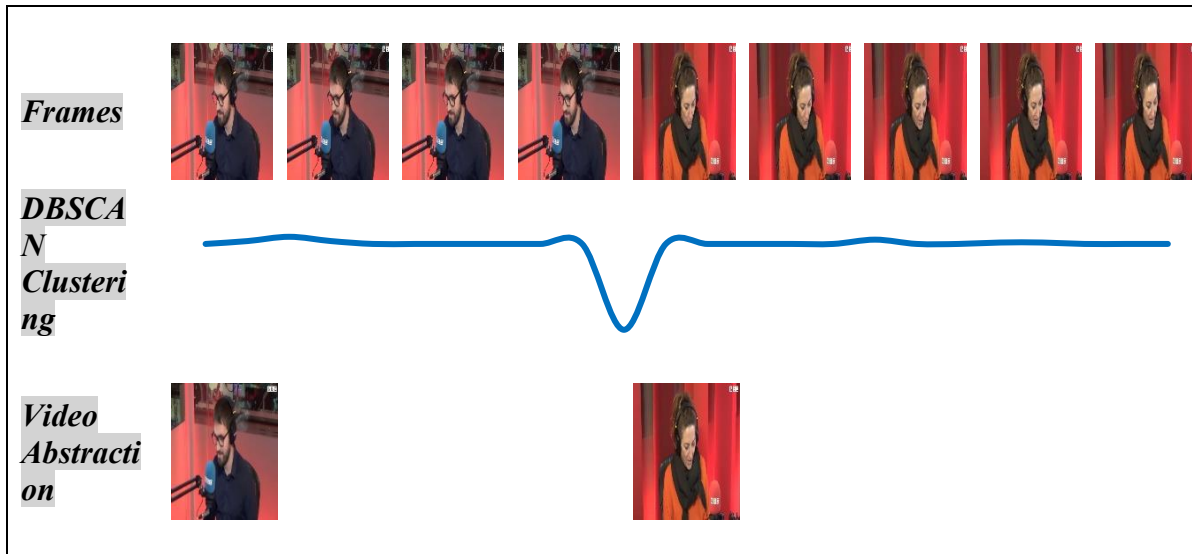 Frames
DBSCA
N
Clusteri
ng
Video
Abstracti
on